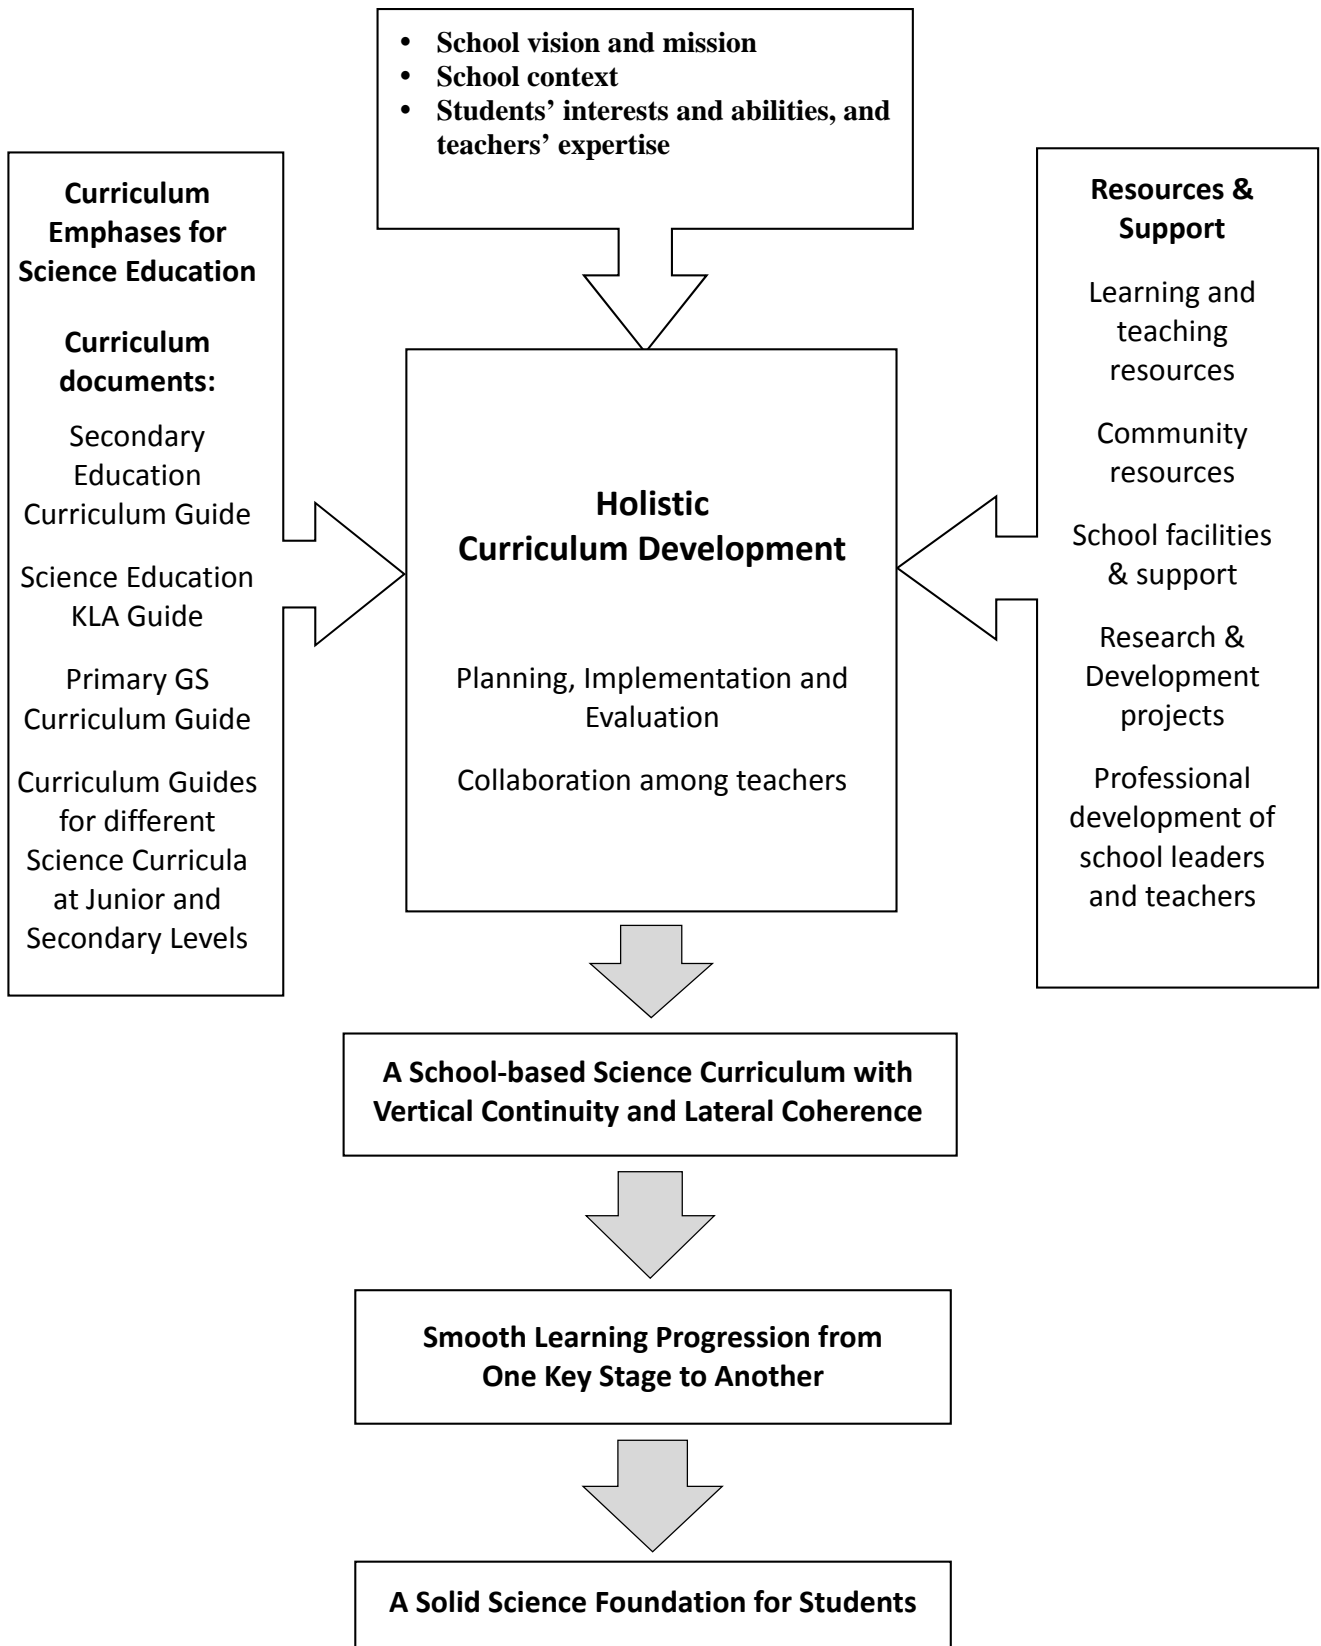 • School vision and mission
• School context
• Students’ interests and abilities, and
teachers’ expertise
Curriculum
Emphases for
Science Education
Curriculum
documents:
Secondary
Education
Curriculum Guide
Science Education
KLA Guide
Primary GS
Curriculum Guide
Curriculum Guides
for different
Science Curricula
at Junior and
Secondary Levels
Holistic
Curriculum Development
Planning, Implementation and
Evaluation
Collaboration among teachers
Resources &
Support
Learning and
teaching
resources
Community
resources
School facilities
& support
Research &
Development
projects
Professional
development of
school leaders
and teachers
A School-based Science Curriculum with
Vertical Continuity and Lateral Coherence
Smooth Learning Progression from
One Key Stage to Another
A Solid Science Foundation for Students